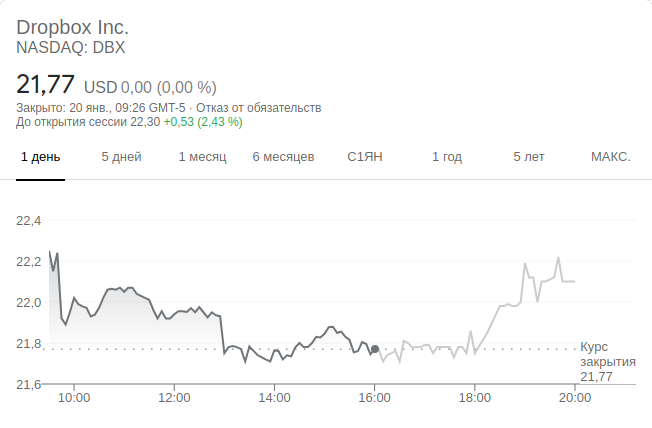 Dropbox Inc.
NASDAQ: DBX
21,77 USD 0,00 (0,00 %)
Закрыто: 20 янв., 09:26 GMT-5 · Отказ от обязательств
До открытия сессии 22,30 +0,53 (2,43 %)
1 день 5 дней 1 месяц 6 месяцев С1ЯН 1 год 5 лет МАКС.
22,4
22,2
22,0
21,8
21,6
Курс
закрытия
21,77
10:00 12:00 14:00 16:00 18:00 20:00